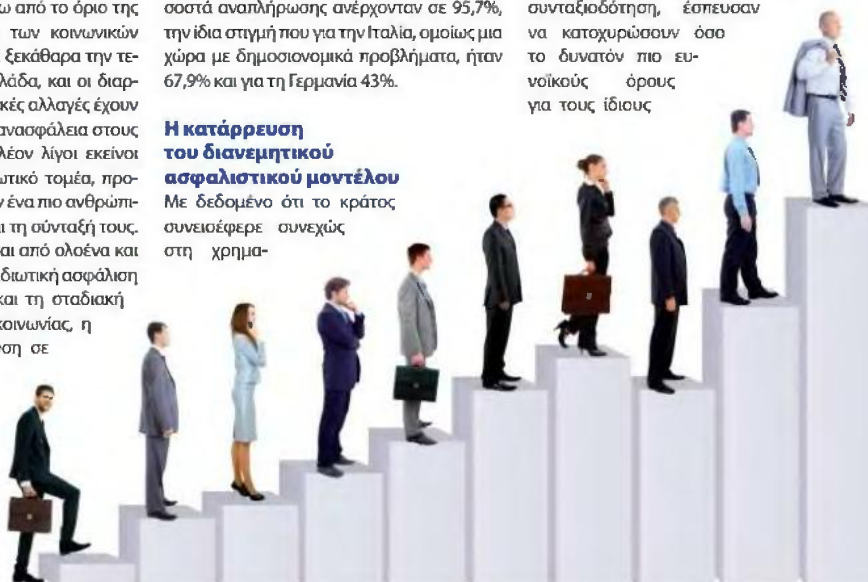 ω από το όριο της
των κοινωνικών
ξεκάθαρα την τε-
λάδα, και οι διαρ-
κές αλλαγές έχουν
ανασφάλεια στους
λέον λίγοι εκείνοι
ωτικό τομέα, προ-
ν ένα πιο ανθρώπι-
ι τη σύνταξή τους.
αι από ολοένα και
διωτική ασφάλιση
και τη σταδιακή
κοινωνίας, η
ση σε
σοστά αναπλήρωσης ανέρχονταν σε 95,7%,
την ίδια στιγμή που για την Ιταλία, ομοίως μια
χώρα με δημοσιονομικά προβλήματα, ήταν
67,9% και για τη Γερμανία 43%.
Η κατάρρευση
του διανεμητικού
ασφαλιστικού μοντέλου
Με δεδομένο ότι το κράτος
συνεισέφερε συνεχώς
στη χρημα-
συνταξιοδότηση, έσπευσαν
να κατοχυρώσουν όσο
το δυνατόν πιο ευ-
νοϊκούς όρους
για τους ίδιους